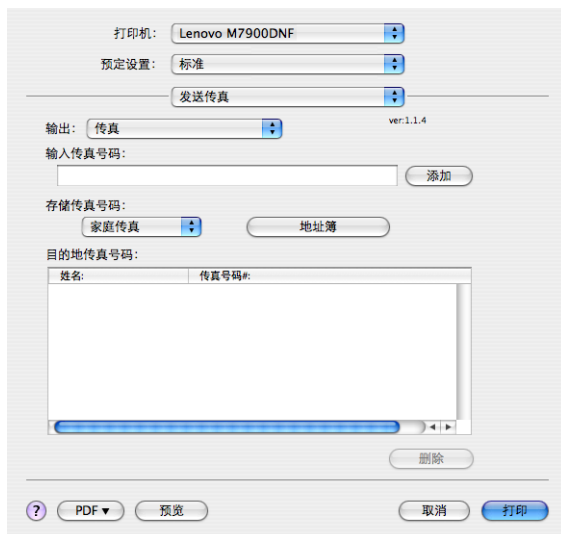 打印机： Lenovo M7900DNF
预定设置： 标准
发送传真
输出： 传真
ver:1.1.4
输入传真号码：
添加
存储传真号码：
家庭传真 地址簿
目的地传真号码：
姓名: 传真号码#:
删除
? PDF▼ 预览 取消 打印